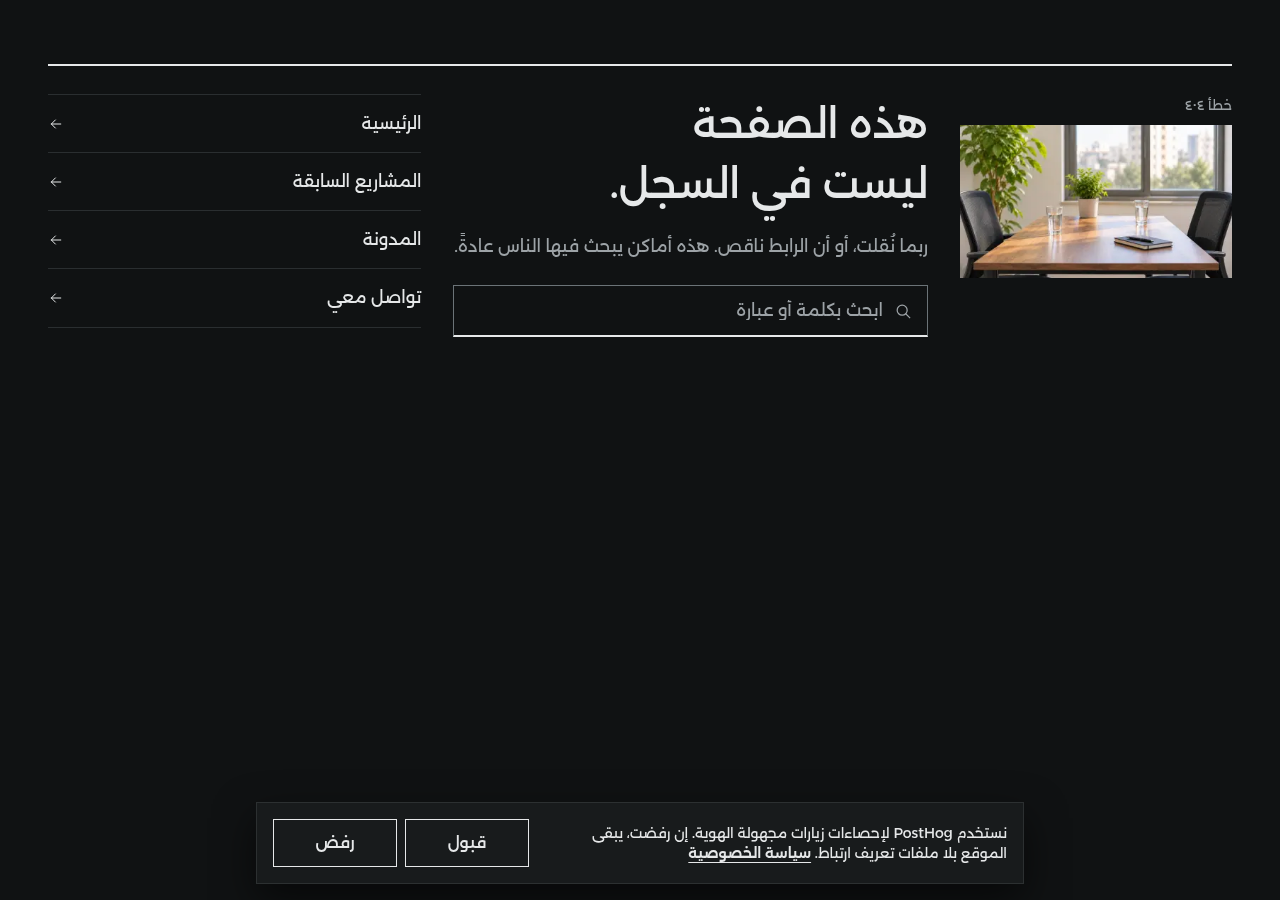 خطأ ٤٠٤
هذه الصفحة
ليست في السجل.
ربما نُقلت، أو أن الرابط ناقص. هذه أماكن يبحث فيها الناس عادةً.
ابحث بكلمة أو عبارة
الرئيسية
المشاريع السابقة
المدونة
تواصل معي
نستخدم PostHog لإحصاءات زيارات مجهولة الهوية. إن رفضت، يبقى
الموقع بلا ملفات تعريف ارتباط. سياسة الخصوصية
قبول
رفض